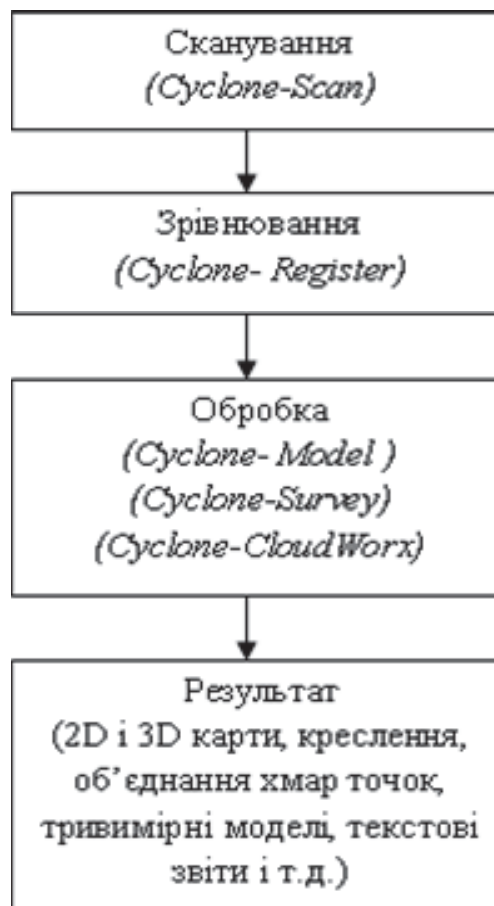 Сканування
(Cyclone-Scan)
Зрівнювання
(Cyclone- Register)
Обробка
(Cyclone- Model )
(Cyclone-Survey)
(Cyclone-CloudWorx)
Результат
(2D і 3D карти, креслення,
об’єднання хмар точок,
тривимірні моделі, текстові
звіти і т.д.)